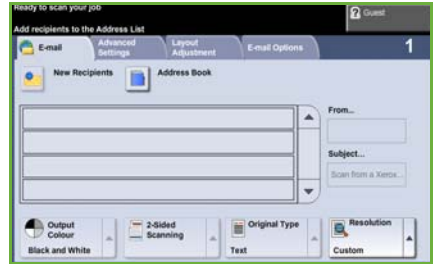 Ready to scan your job
Guest
Add recipients to the Address List
E-mail
Advanced
Settings
Layout
Adjustment
E-mail Options
1
New Recipients
Address Book
From...
Subject...
Scan from a Xerox...
Output
Colour
Black and White
2-Sided
Scanning
Original Type
Text
Resolution
Custom